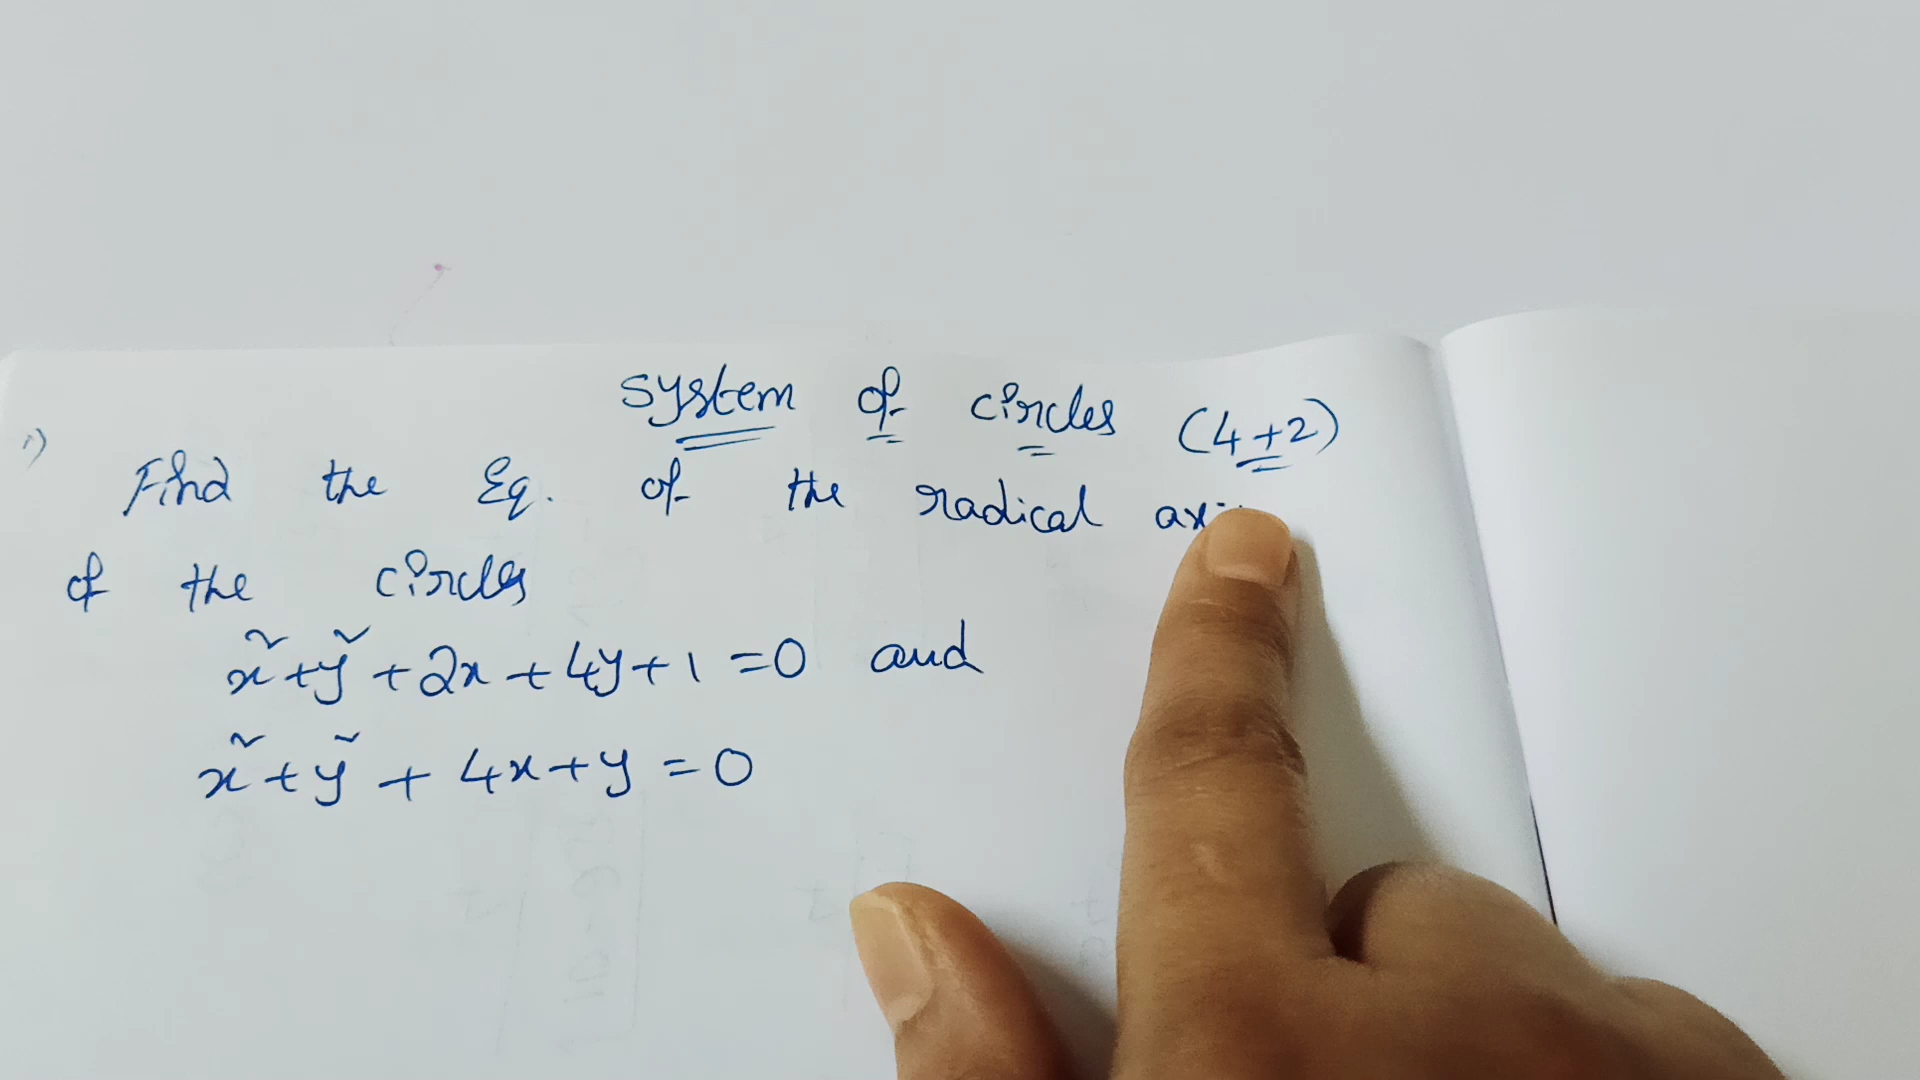 System of circles (4+2)
1) Find the Eq. of the radical
of the circles
x²+y²+2x+4y+1=0 and
x²+y²+4x+y=0